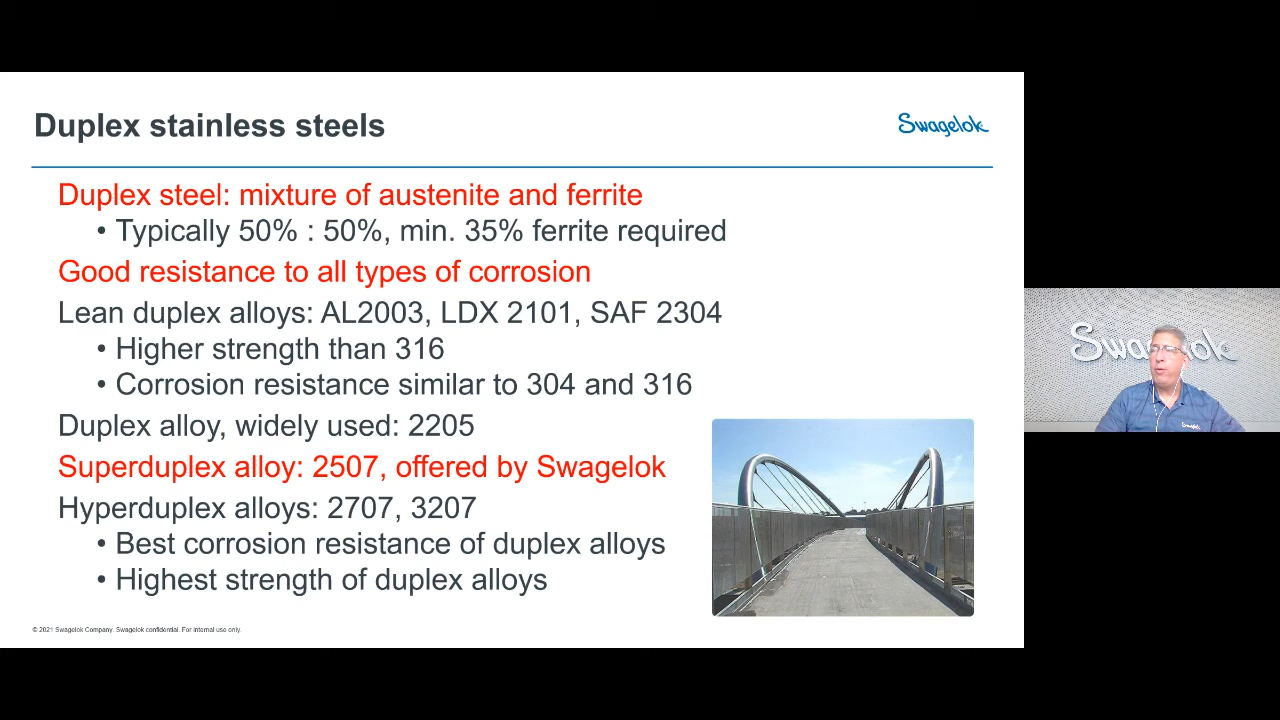 Duplex stainless steels
Swagelok
Duplex steel: mixture of austenite and ferrite
• Typically 50% : 50%, min. 35% ferrite required
Good resistance to all types of corrosion
Lean duplex alloys: AL2003, LDX 2101, SAF 2304
• Higher strength than 316
• Corrosion resistance similar to 304 and 316
Duplex alloy, widely used: 2205
Superduplex alloy: 2507, offered by Swagelok
Hyperduplex alloys: 2707, 3207
• Best corrosion resistance of duplex alloys
• Highest strength of duplex alloys
© 2021 Swagelok Company. Swagelok confidential. For internal use only.
Swagelok
Swagelok